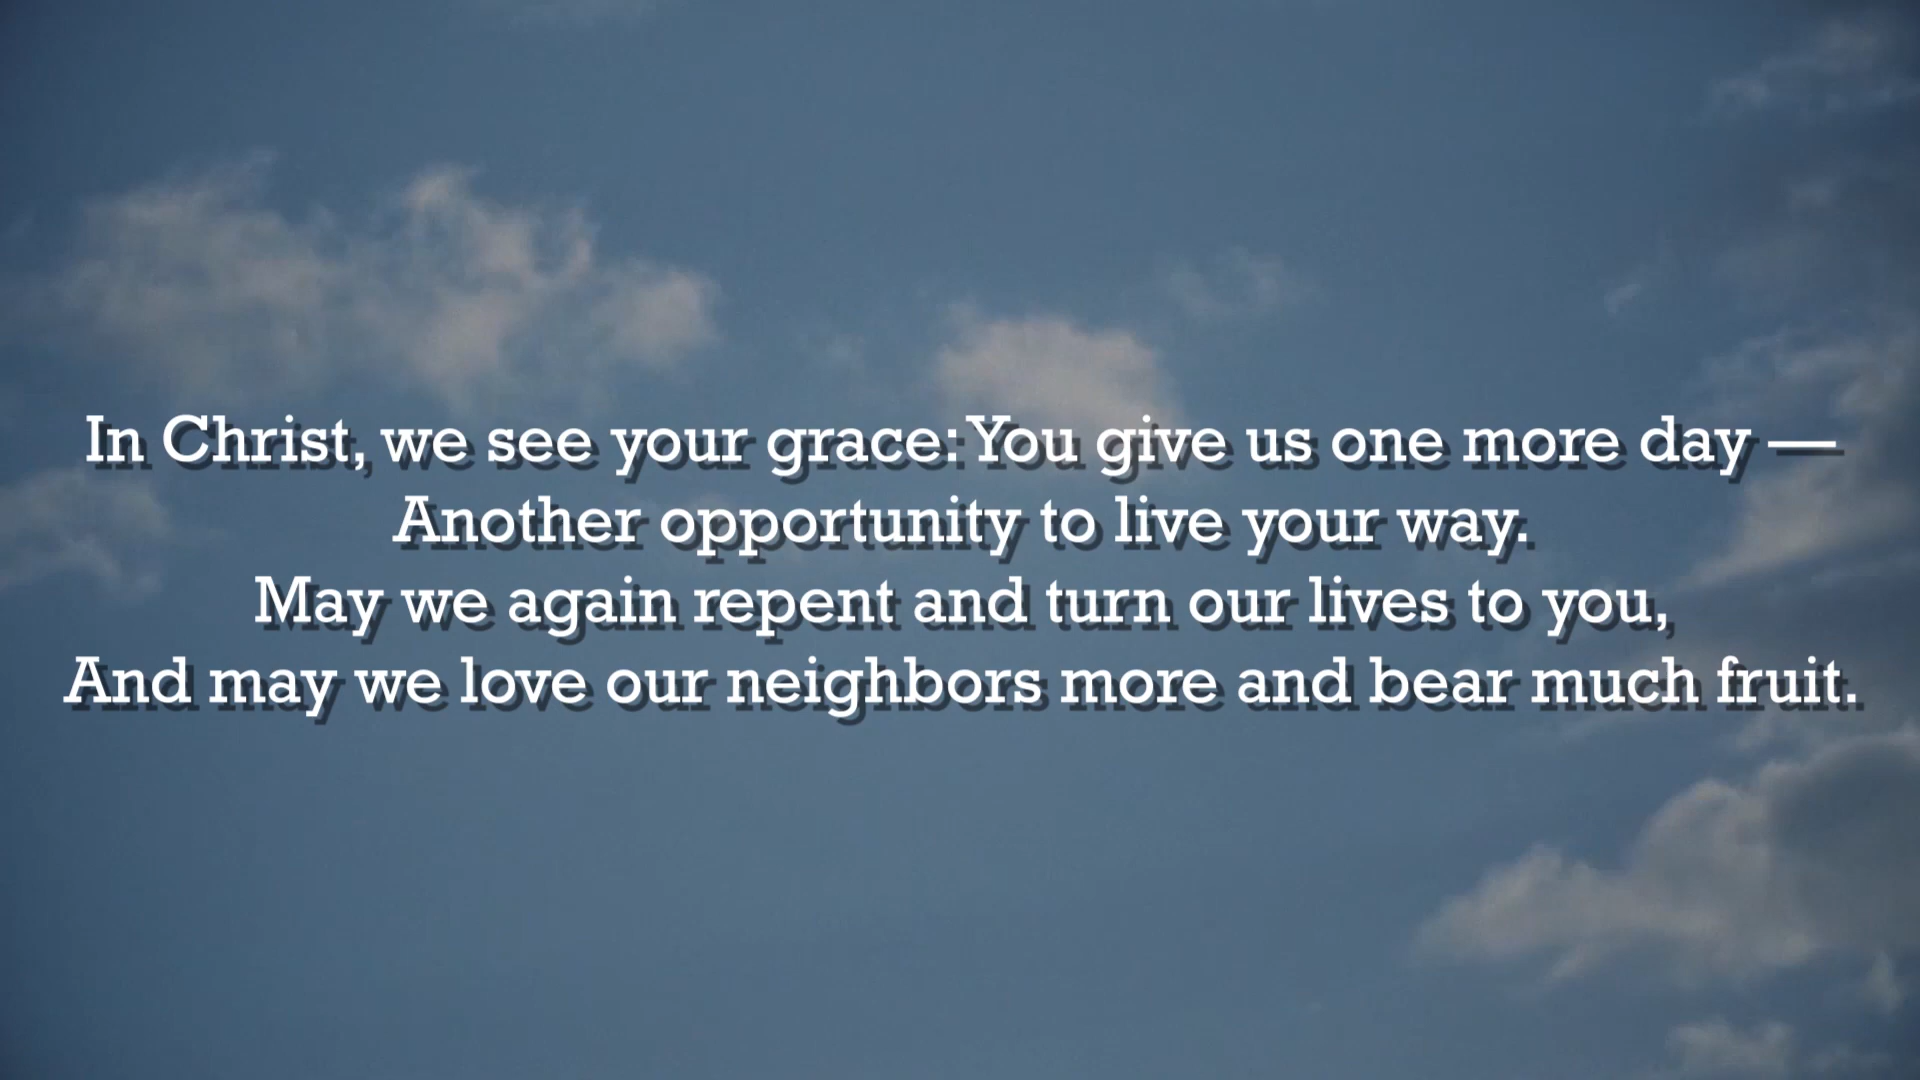 In Christ, we see your grace: You give us one more day —
Another opportunity to live your way.
May we again repent and turn our lives to you,
And may we love our neighbors more and bear much fruit.